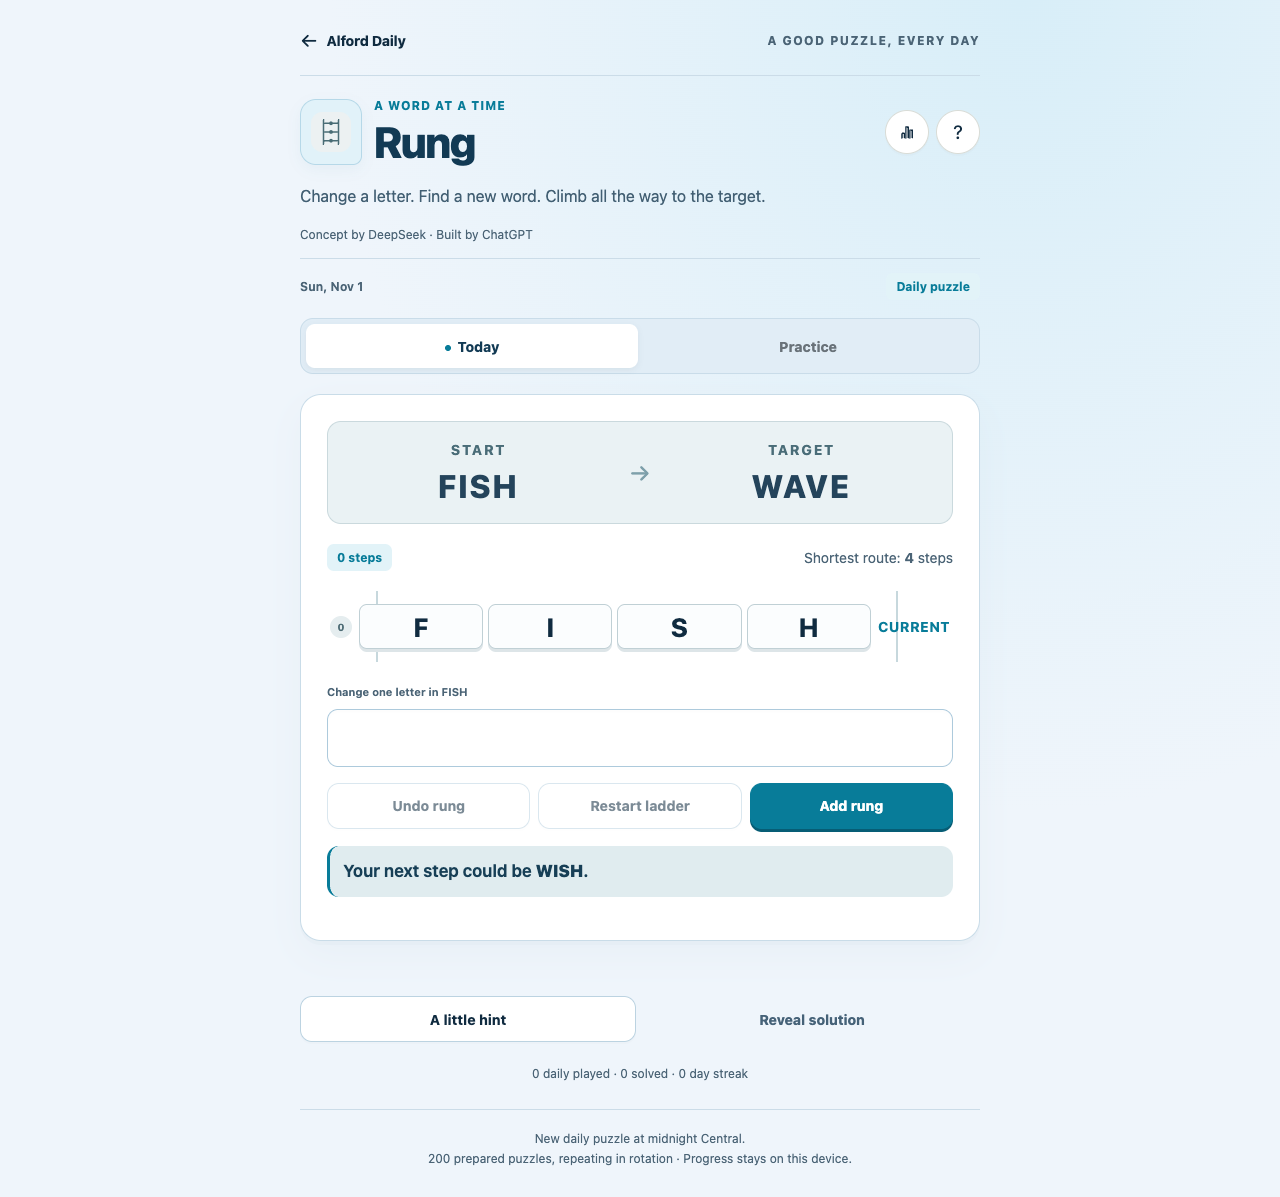 Alford Daily
A GOOD PUZZLE, EVERY DAY
A WORD AT A TIME
Rung
?
Change a letter. Find a new word. Climb all the way to the target.
Concept by DeepSeek · Built by ChatGPT
Sun, Nov 1
Daily puzzle
Today
Practice
START
FISH
→
TARGET
WAVE
0 steps
Shortest route: 4 steps
0
F I S H
CURRENT
Change one letter in FISH
Undo rung
Restart ladder
Add rung
Your next step could be WISH.
A little hint
Reveal solution
0 daily played · 0 solved · 0 day streak
New daily puzzle at midnight Central.
200 prepared puzzles, repeating in rotation · Progress stays on this device.